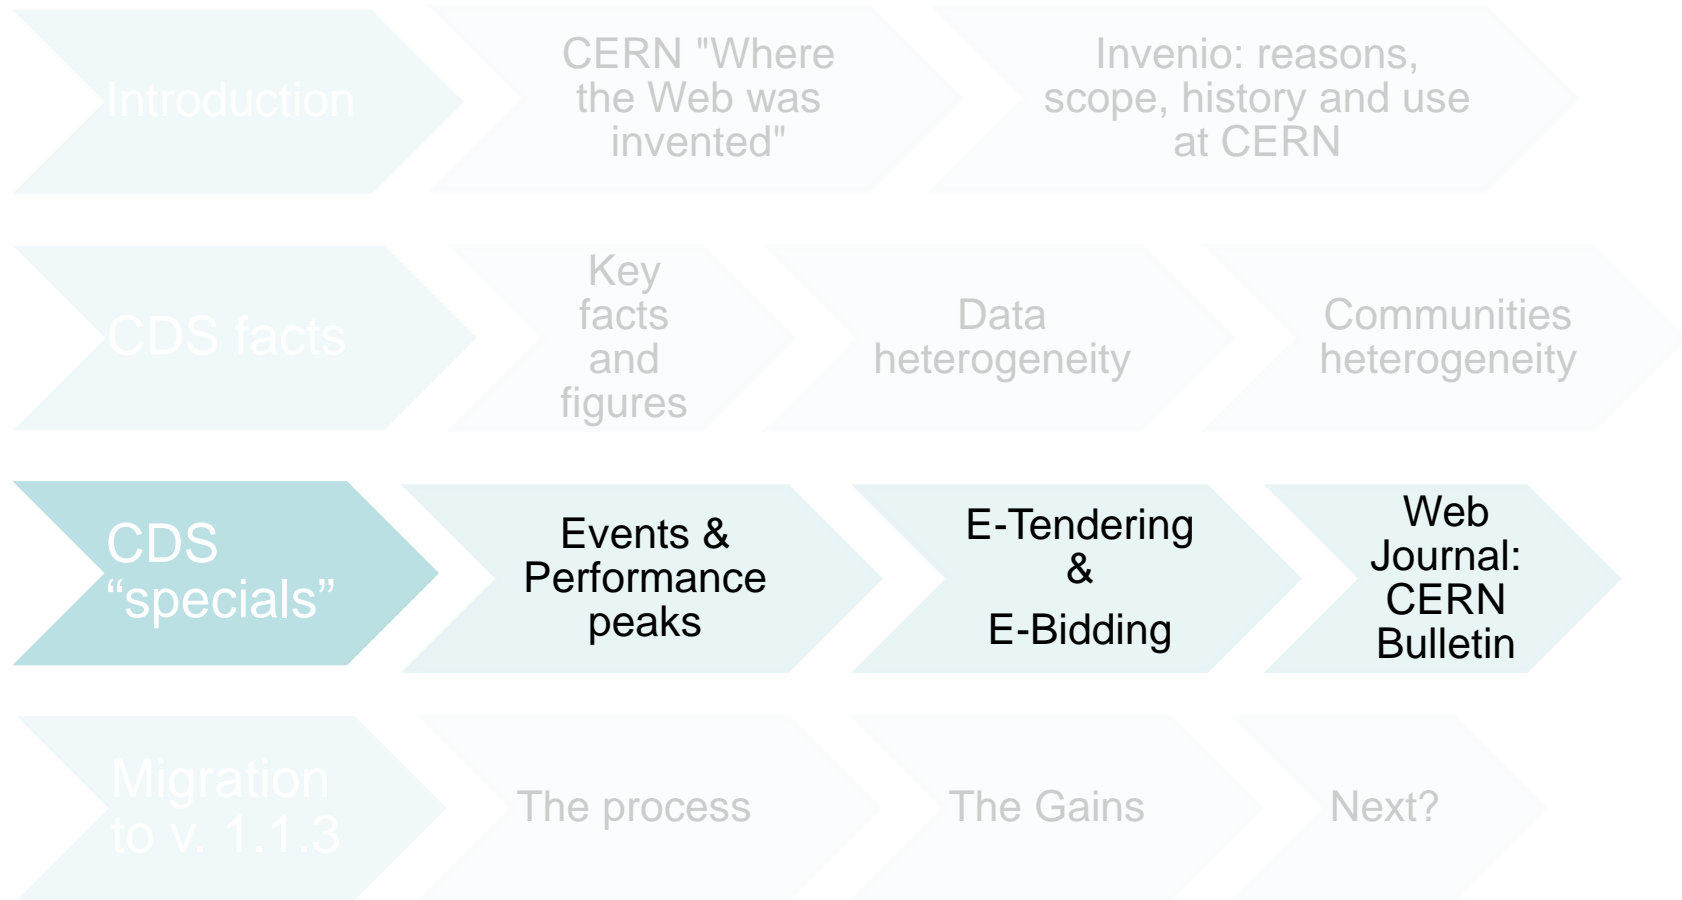 Introduction
CERN "Where
the Web was
invented"
Invenio: reasons,
scope, history and use
at CERN
CDS facts
Key
facts
and
figures
Data
heterogeneity
Communities
heterogeneity
CDS
“specials”
Events &
Performance
peaks
E-Tendering
&
E-Bidding
Web
Journal:
CERN
Bulletin
Migration
to v. 1.1.3
The process
The Gains
Next?